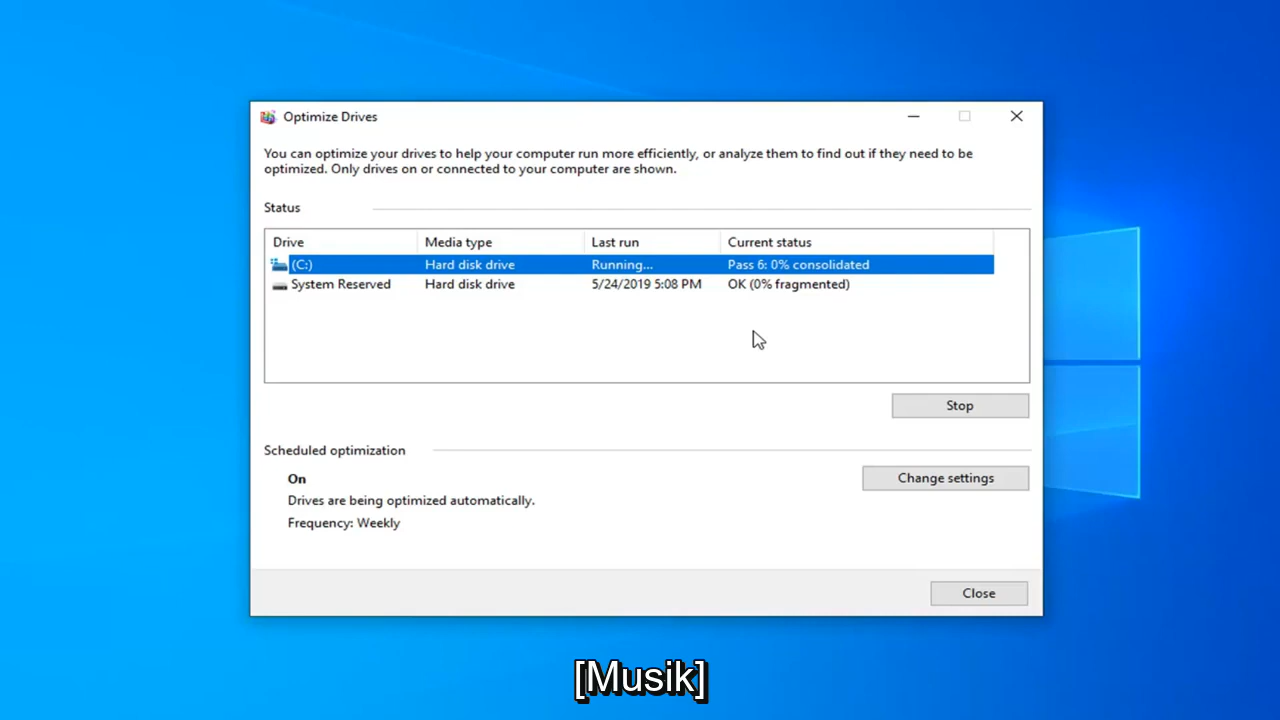 Optimize Drives
You can optimize your drives to help your computer run more efficiently, or analyze them to find out if they need to be
optimized. Only drives on or connected to your computer are shown.
Status
Drive Media type Last run Current status
(C:) Hard disk drive Running... Pass 6: 0% consolidated
System Reserved Hard disk drive 5/24/2019 5:08 PM OK (0% fragmented)
Stop
Scheduled optimization
On
Change settings
Drives are being optimized automatically.
Frequency: Weekly
Close
[Musik]